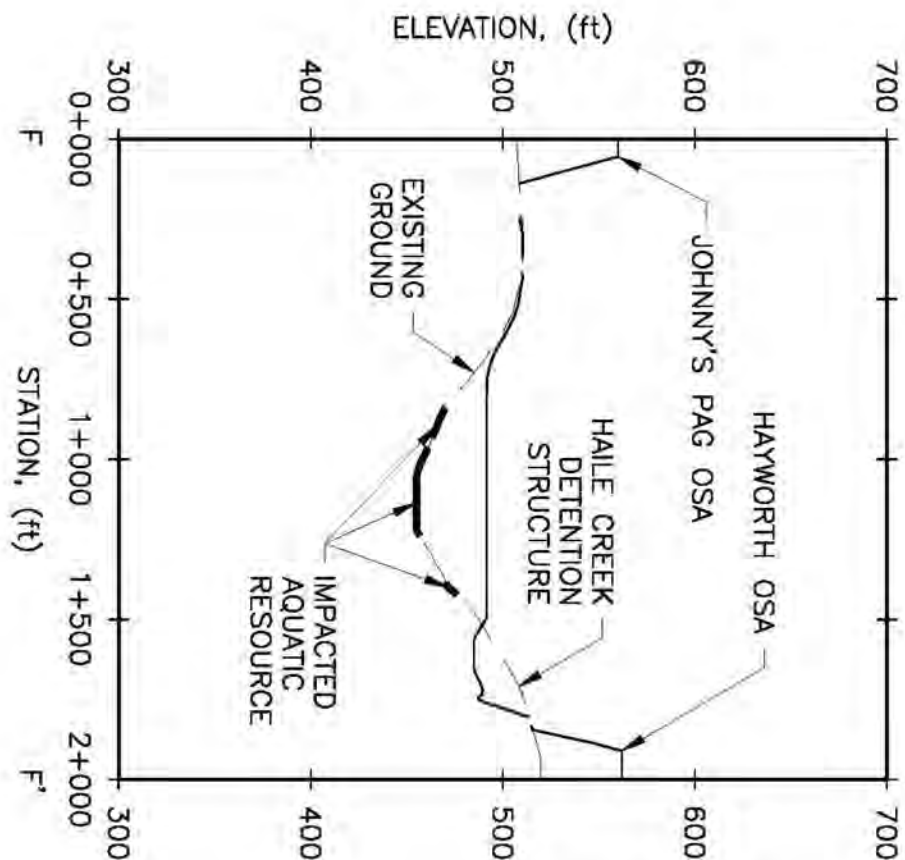 ELEVATION, (ft)
700
600
500
400
300
700
600
500
400
300
JOHNNY'S PAG OSA
HAYWORTH OSA
HAILE CREEK
DETENTION
STRUCTURE
EXISTING
GROUND
IMPACTED
AQUATIC
RESOURCE
0+000
0+500
1+000
1+500
2+000
F
STATION, (ft)
F'